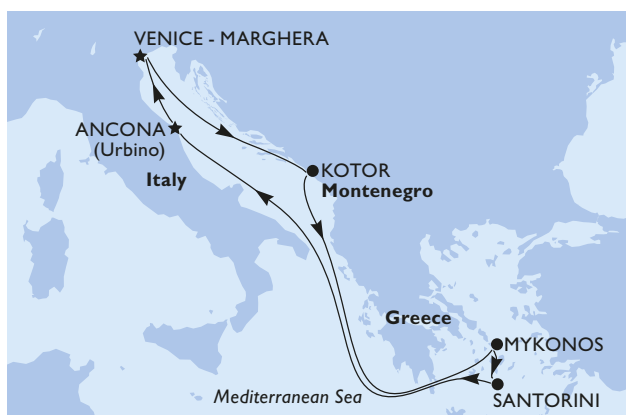 VENICE - MARGHERA
ANCONA
(Urbino)
Italy
KOTOR
Montenegro
Greece
MYKONOS
SANTORINI
Mediterranean Sea